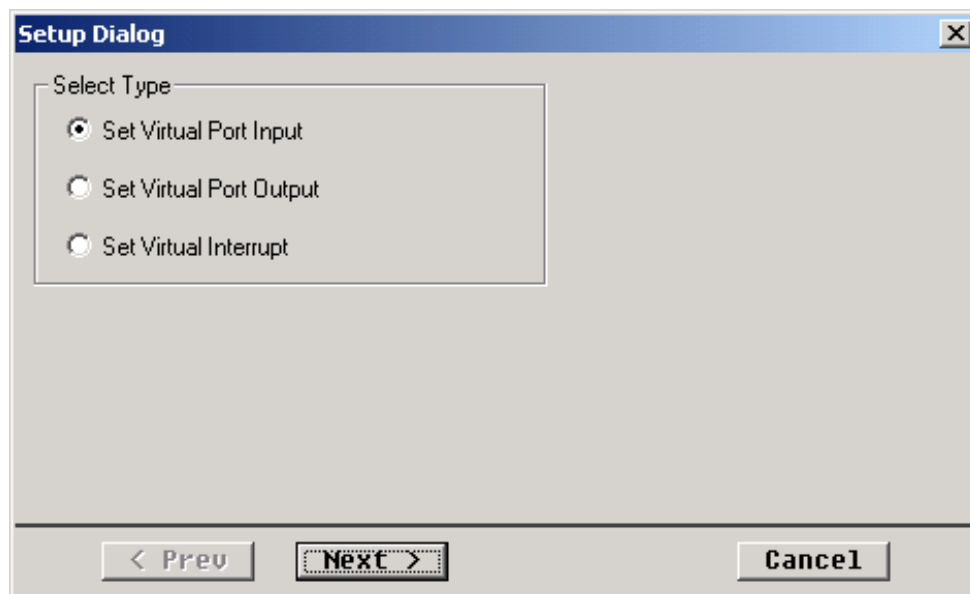 Setup Dialog
Select Type
Set Virtual Port Input
Set Virtual Port Output
Set Virtual Interrupt
< Prev
Next >
Cancel